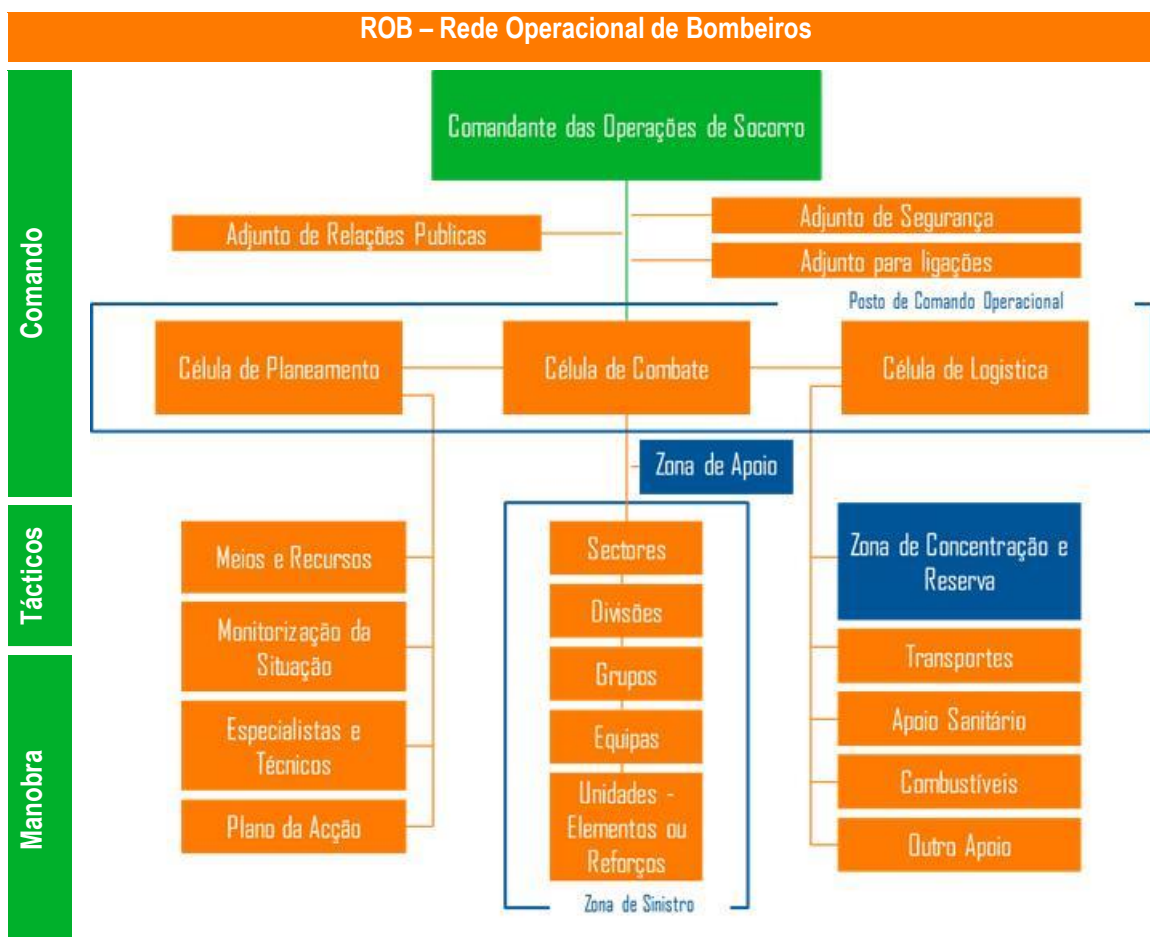 ROB – Rede Operacional de Bombeiros
Comando
Comandante das Operações de Socorro
Adjunto de Relações Publicas
Adjunto de Segurança
Adjunto para ligações
Posto de Comando Operacional
Célula de Planeamento
Célula de Combate
Célula de Logistica
Zona de Apoio
Tácticos
Manobra
Meios e Recursos
Monitorização da
Situação
Especialistas e
Técnicos
Plano da Acção
Sectores
Divisões
Grupos
Equipas
Unidades -
Elementos ou
Reforços
Zona de Sinistro
Zona de Concentração e
Reserva
Transportes
Apoio Sanitário
Combustíveis
Outro Apoio